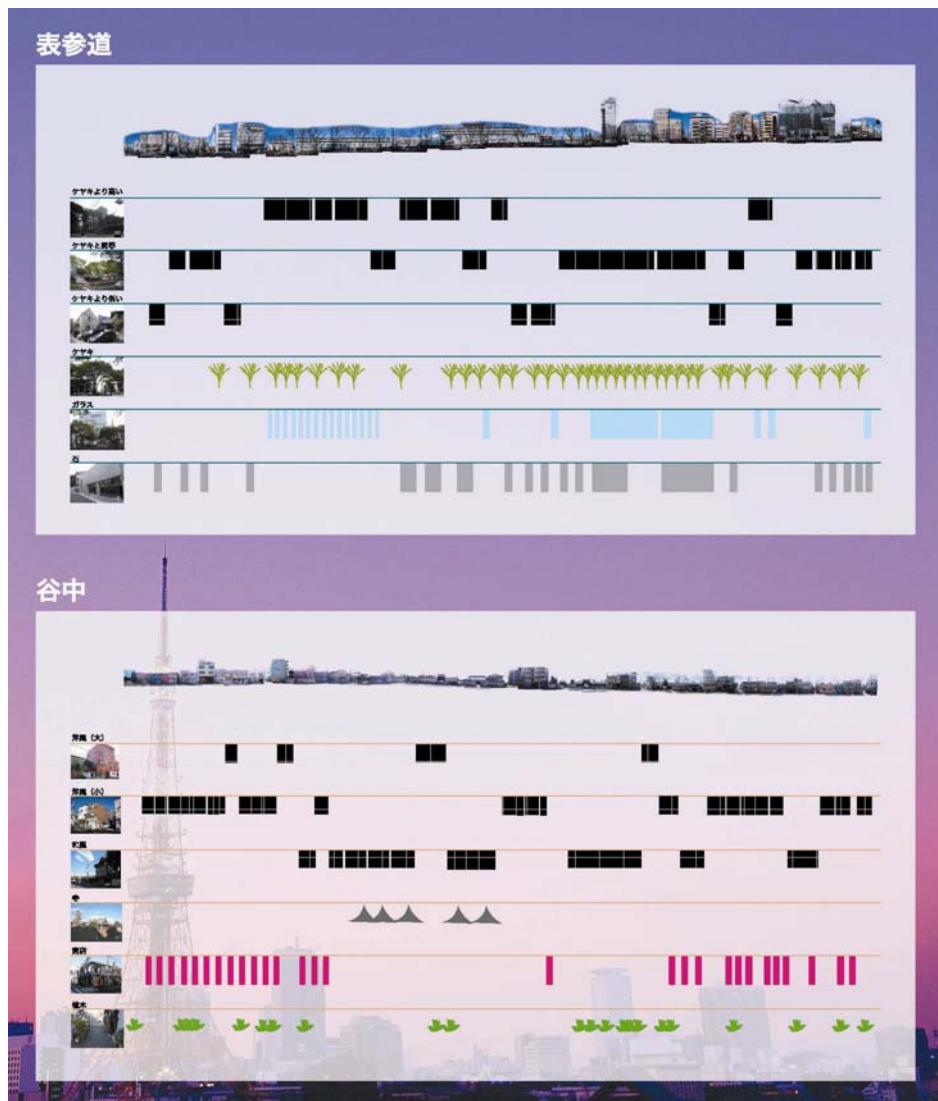 表参道
ケヤキより高い
ケヤキと同等
ケヤキより低い
ケヤキ
ガラス
石
谷中
洋風（大）
洋風（小）
和風
寺
商店
植木